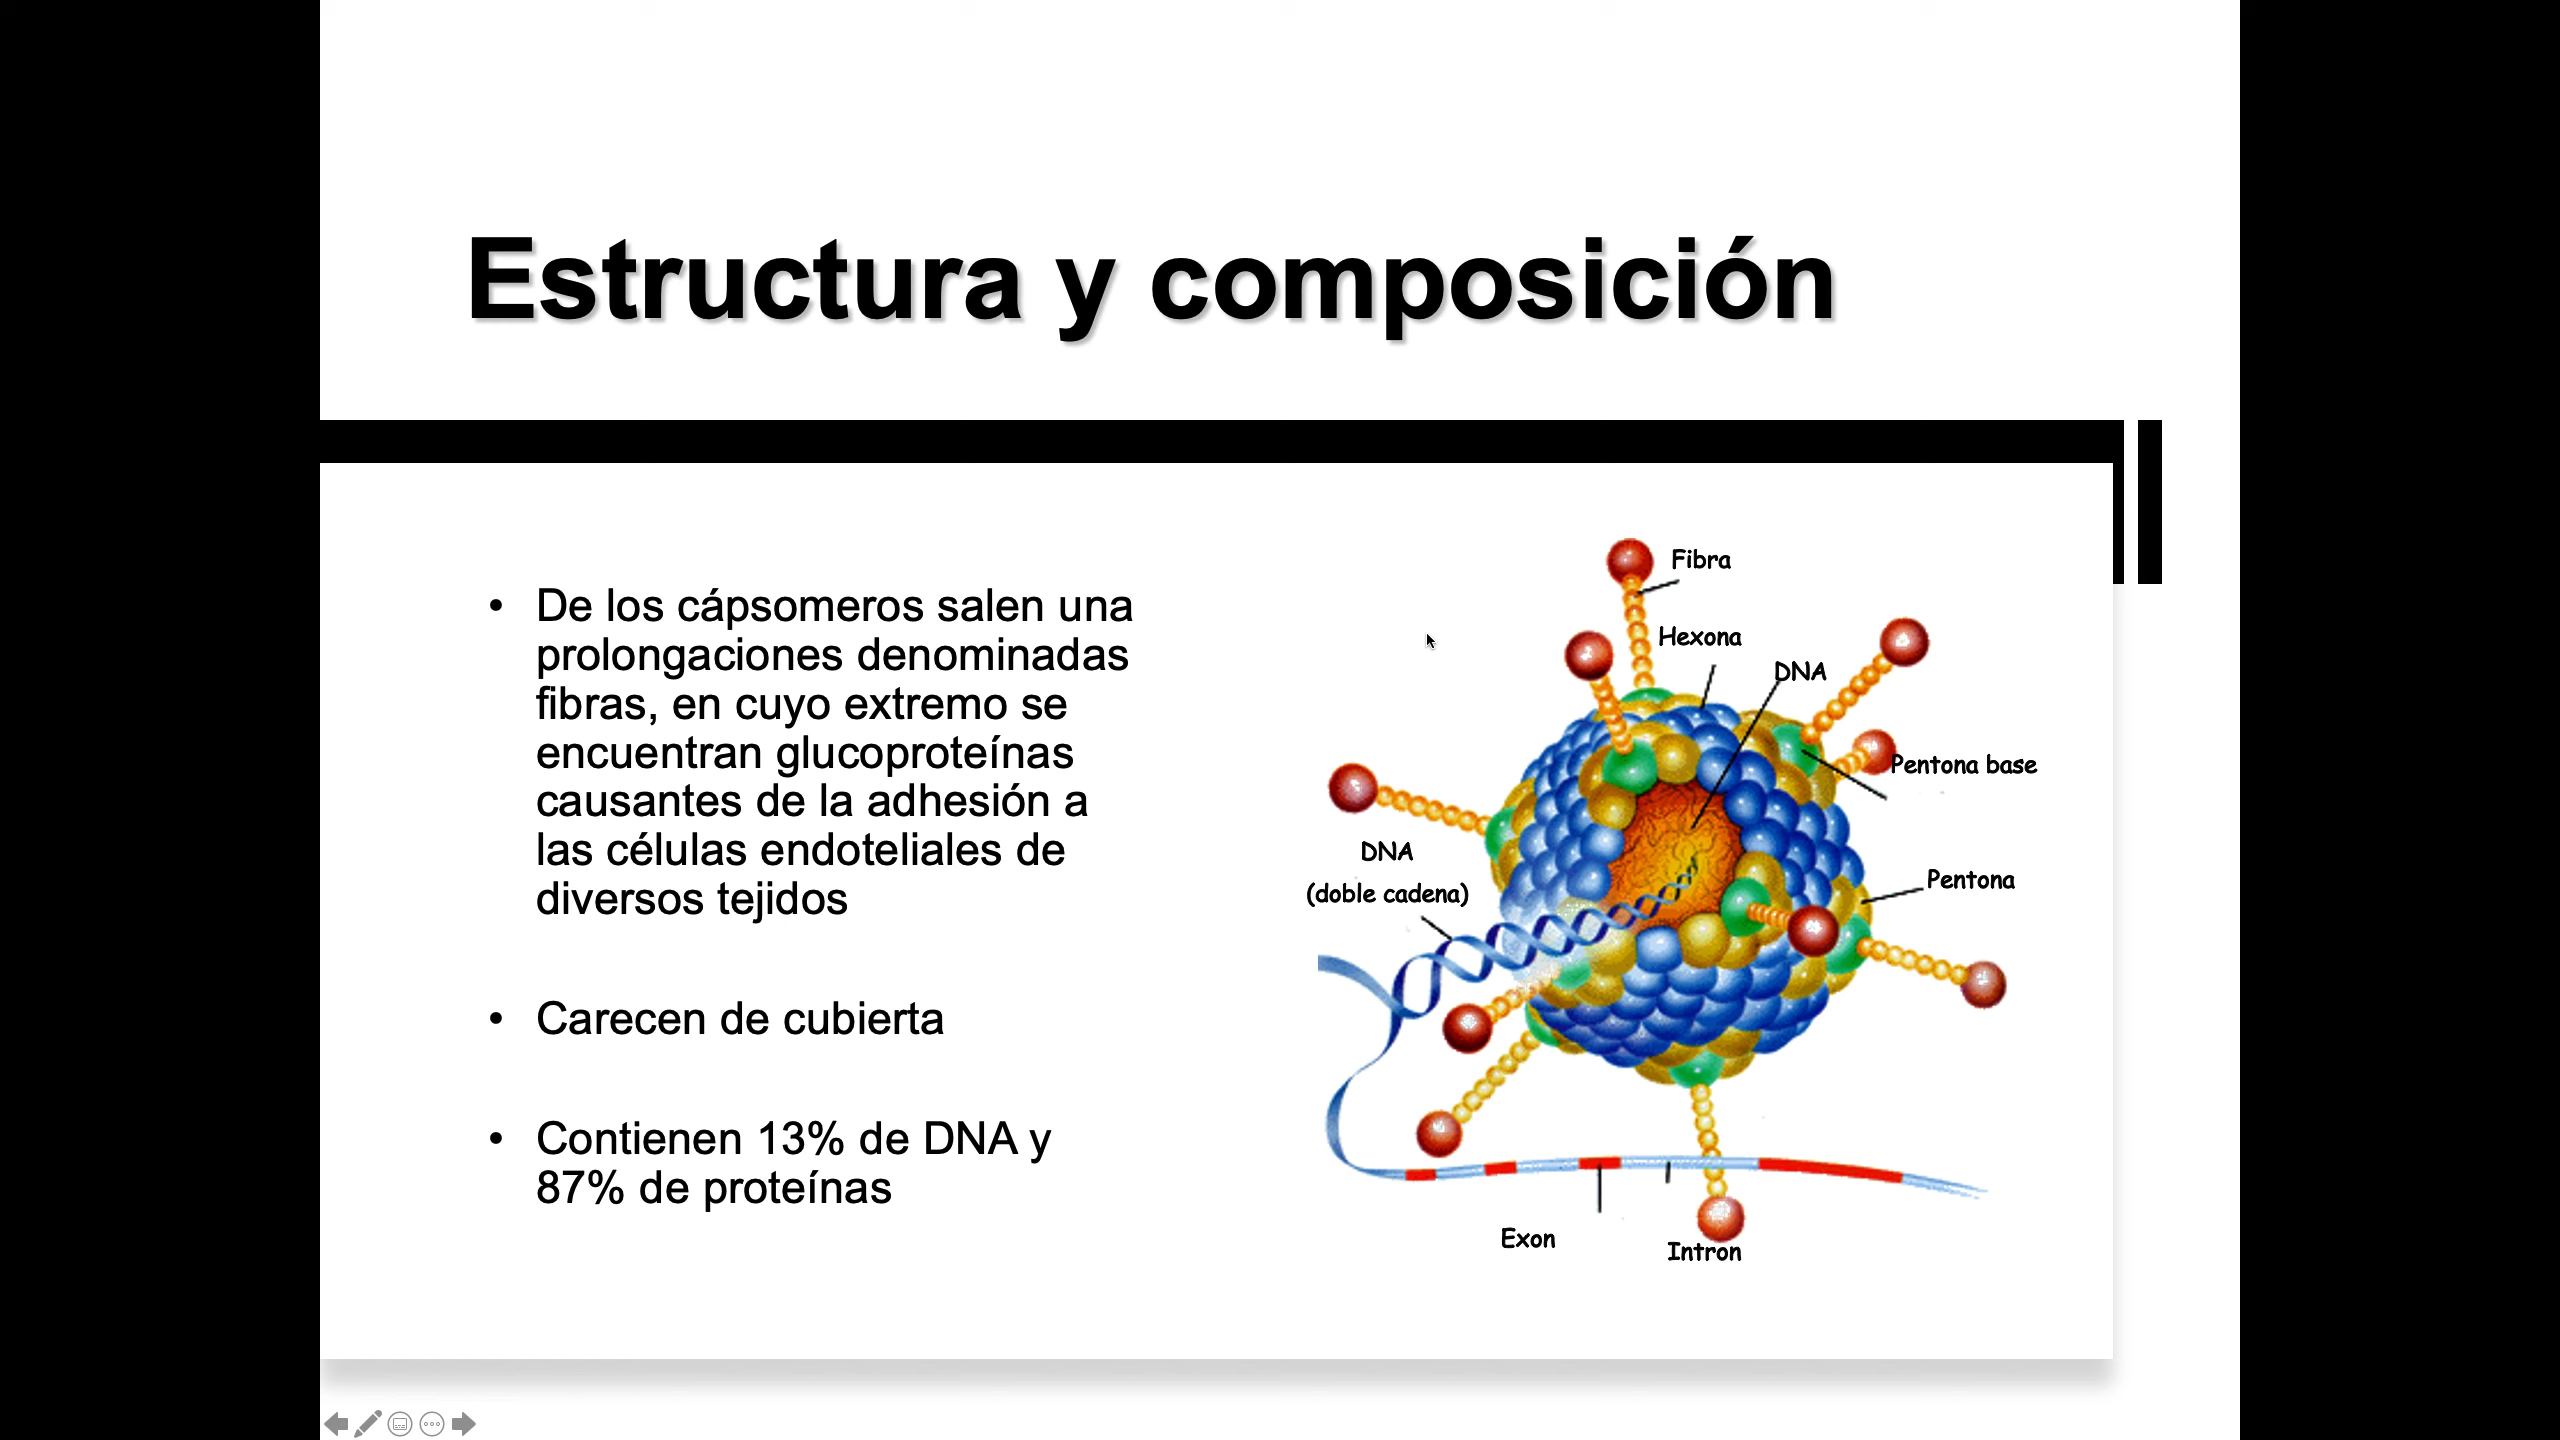 Estructura y composición
• De los cápsomeros salen una
prolongaciones denominadas
fibras, en cuyo extremo se
encuentran glucoproteínas
causantes de la adhesión a
las células endoteliales de
diversos tejidos
• Carecen de cubierta
• Contienen 13% de DNA y
87% de proteínas
Fibra
Hexona
DNA
Pentona base
DNA
(doble cadena)
Pentona
Exon
Intron